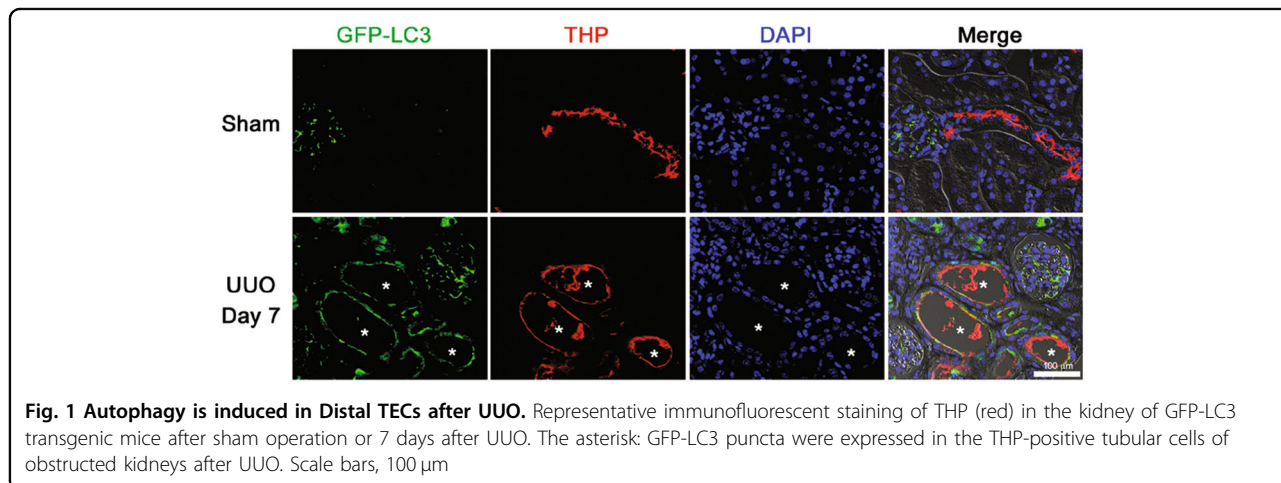 GFP-LC3 THP DAPI Merge
Sham
UUO
Day 7
* * * *
* * * *
* * * *
100 µm
Fig. 1 Autophagy is induced in Distal TECs after UUO. Representative immunofluorescent staining of THP (red) in the kidney of GFP-LC3
transgenic mice after sham operation or 7 days after UUO. The asterisk: GFP-LC3 puncta were expressed in the THP-positive tubular cells of
obstructed kidneys after UUO. Scale bars, 100 µm